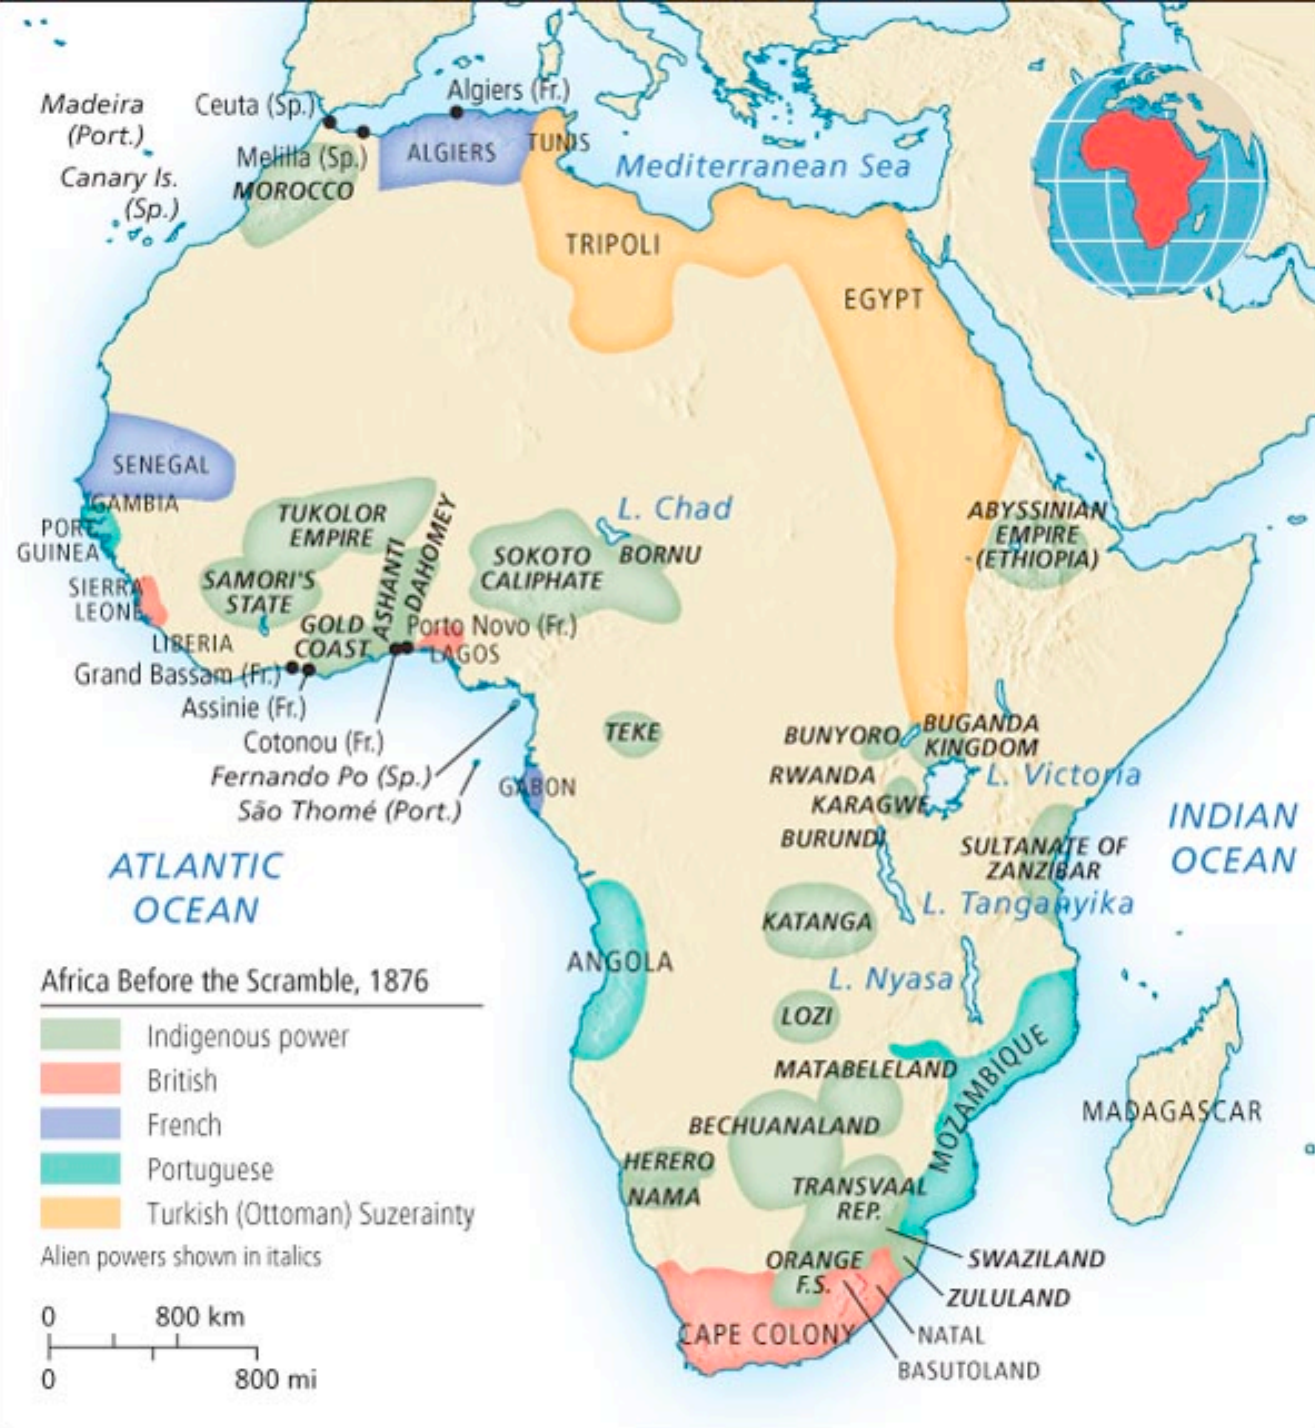 Madeira
(Port.)
Ceuta (Sp.)
Algiers (Fr.)
Melilla (Sp.)
ALGIERS
TUNIS
Canary Is.
(Sp.)
MOROCCO
Mediterranean Sea
TRIPOLI
EGYPT
SENEGAL
GAMBIA
PORT.
GUINEA
TUKOLOR
EMPIRE
L. Chad
ABYSSINIAN
EMPIRE
(ETHIOPIA)
SOKOTO
CALIPHATE
BORNU
SAMORI'S
STATE
ASHANTI
DAHOMEY
SIERRA
LEONE
GOLD
COAST
Porto Novo (Fr.)
LAGOS
LIBERIA
Grand Bassam (Fr.)
Assinie (Fr.)
Cotonou (Fr.)
Fernando Po (Sp.)
São Thomé (Port.)
TEKE
GABON
BUNYORO
BUGANDA
KINGDOM
RWANDA
L. Victoria
KARAGWE
BURUNDI
SULTANATE OF
ZANZIBAR
INDIAN
OCEAN
ATLANTIC
OCEAN
L. Tanganyika
KATANGA
ANGOLA
L. Nyasa
LOZI
MATABELELAND
MOZAMBIQUE
MADAGASCAR
BECHUANALAND
HERERO
NAMA
TRANSVAAL
REP.
ORANGE
F.S.
SWAZILAND
ZULULAND
CAPE COLONY
NATAL
BASUTOLAND
Africa Before the Scramble, 1876
Indigenous power
British
French
Portuguese
Turkish (Ottoman) Suzerainty
Alien powers shown in italics
0 800 km
0 800 mi